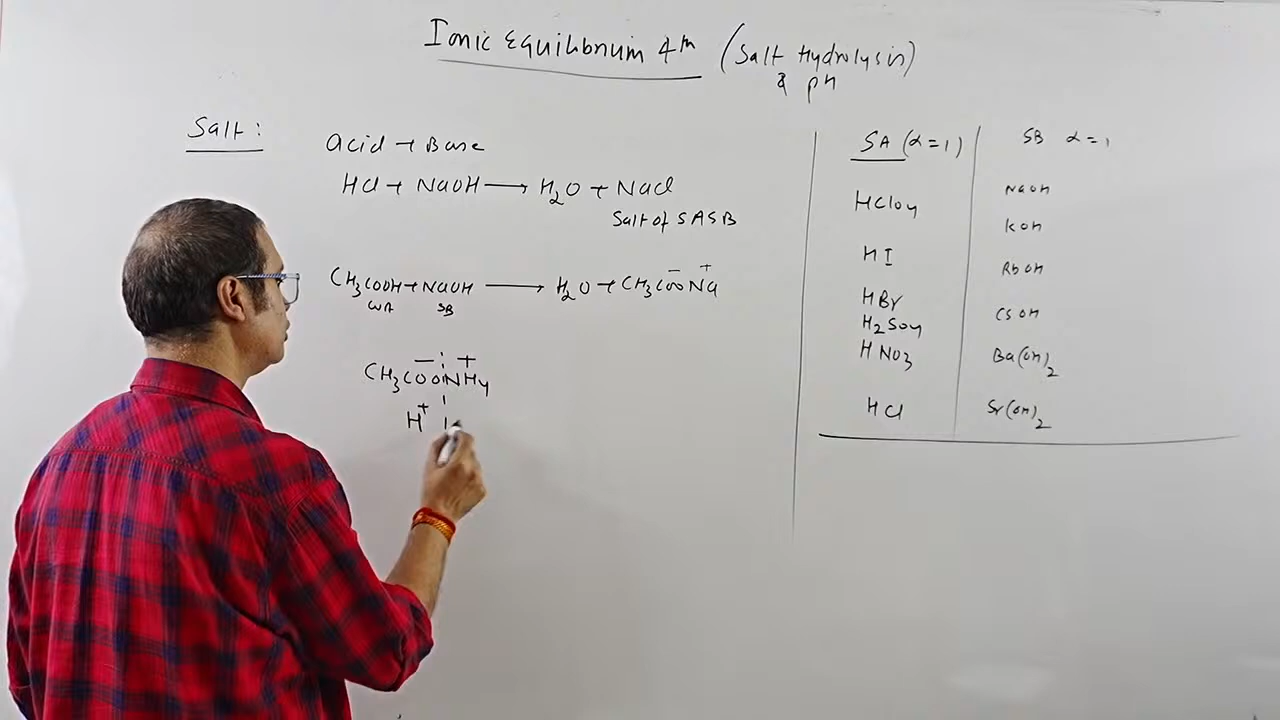 Ionic Equilibrium 4th (Salt Hydrolysis)
& pH
Salt:
acid + Base
HCl + NaOH ⟶ H₂O + NaCl
Salt of SASB
CH₃COOH + NaOH ⟶ H₂O + CH₃COO⁻Na⁺
WA SB
CH₃COO⁻NH₄⁺
H⁺
SA (α=1)
HClO₄
HI
HBr
H₂SO₄
HNO₃
HCl
SB α=1
NaOH
KOH
RbOH
CsOH
Ba(OH)₂
Sr(OH)₂